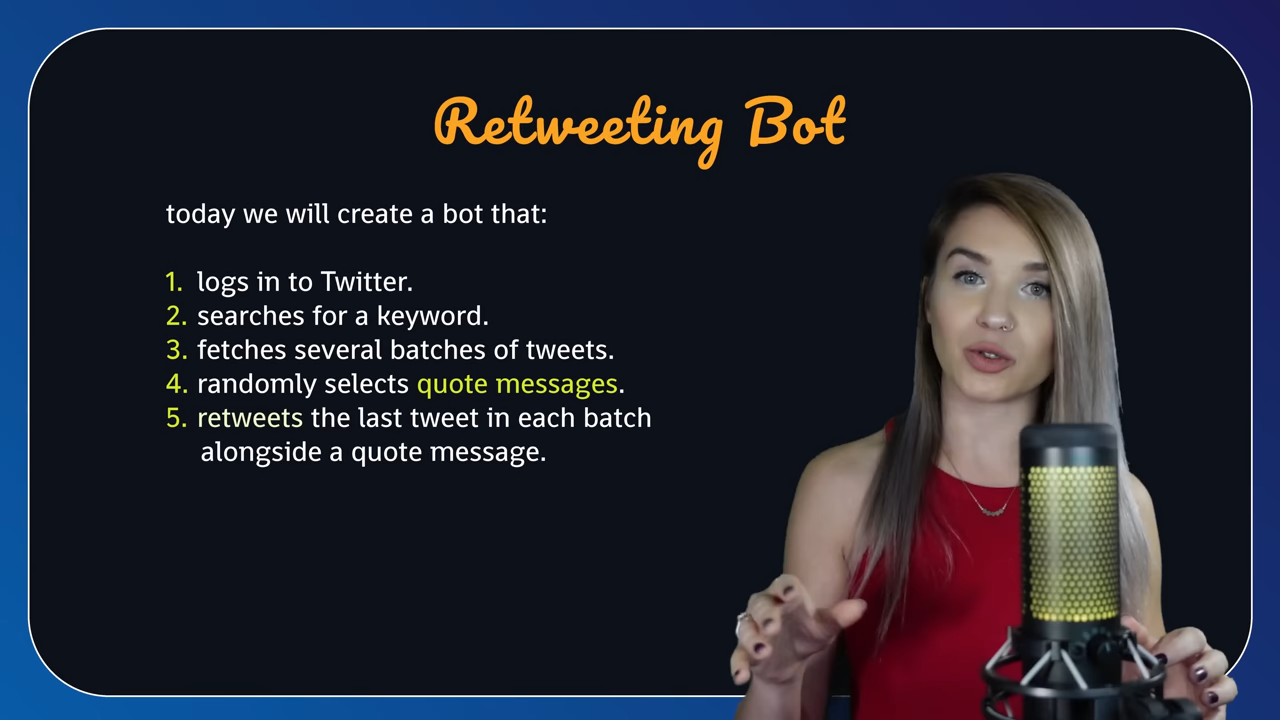 Retweeting Bot
today we will create a bot that:
1. logs in to Twitter.
2. searches for a keyword.
3. fetches several batches of tweets.
4. randomly selects quote messages.
5. retweets the last tweet in each batch
alongside a quote message.